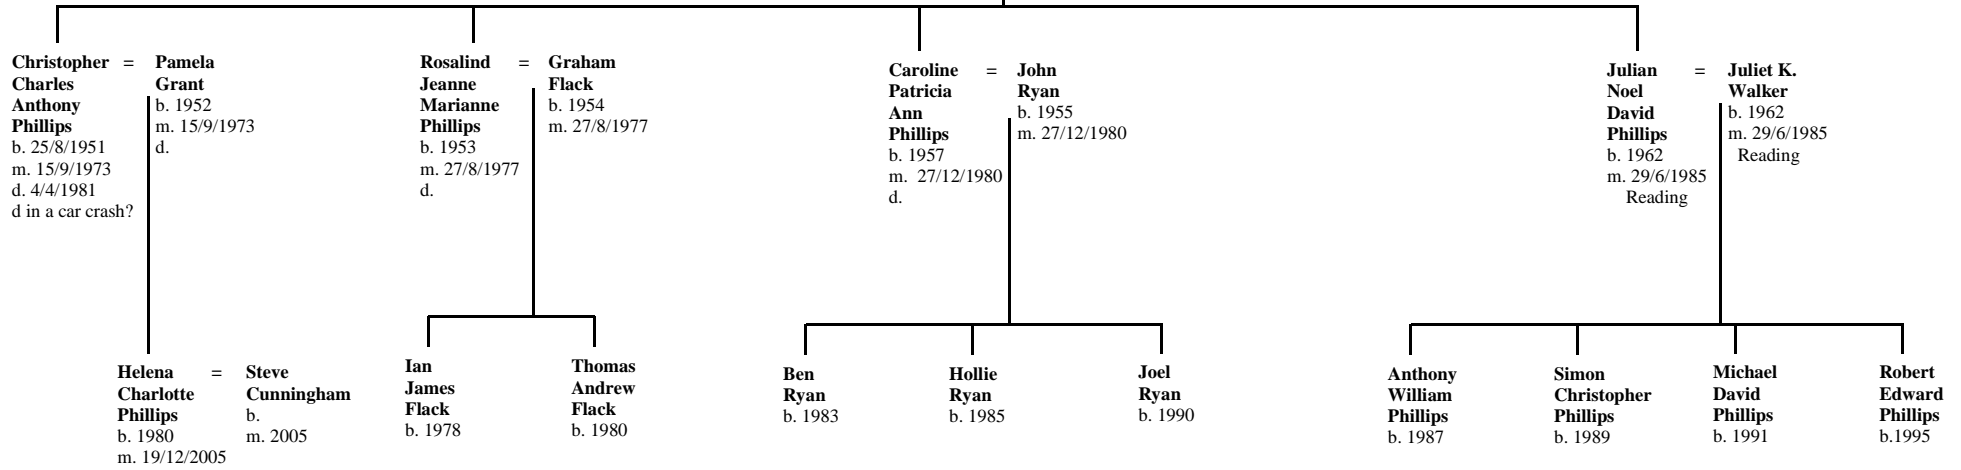 Christopher = Pamela
Charles Grant
Anthony b. 1952
Phillips m. 15/9/1973
b. 25/8/1951 d.
m. 15/9/1973
d. 4/4/1981
d in a car crash?
Rosalind = Graham
Jeanne Flack
Marianne b. 1954
Phillips m. 27/8/1977
b. 1953
m. 27/8/1977
d.
Caroline = John
Patricia Ryan
Ann b. 1955
Phillips m. 27/12/1980
b. 1957
m. 27/12/1980
d.
Julian = Juliet K.
Noel Walker
David b. 1962
Phillips m. 29/6/1985
b. 1962 Reading
m. 29/6/1985
Reading
Helena = Steve
Charlotte Cunningham
Phillips b.
b. 1980 m. 2005
m. 19/12/2005
Ian
James
Flack
b. 1978
Thomas
Andrew
Flack
b. 1980
Ben
Ryan
b. 1983
Hollie
Ryan
b. 1985
Joel
Ryan
b. 1990
Anthony
William
Phillips
b. 1987
Simon
Christopher
Phillips
b. 1989
Michael
David
Phillips
b. 1991
Robert
Edward
Phillips
b.1995